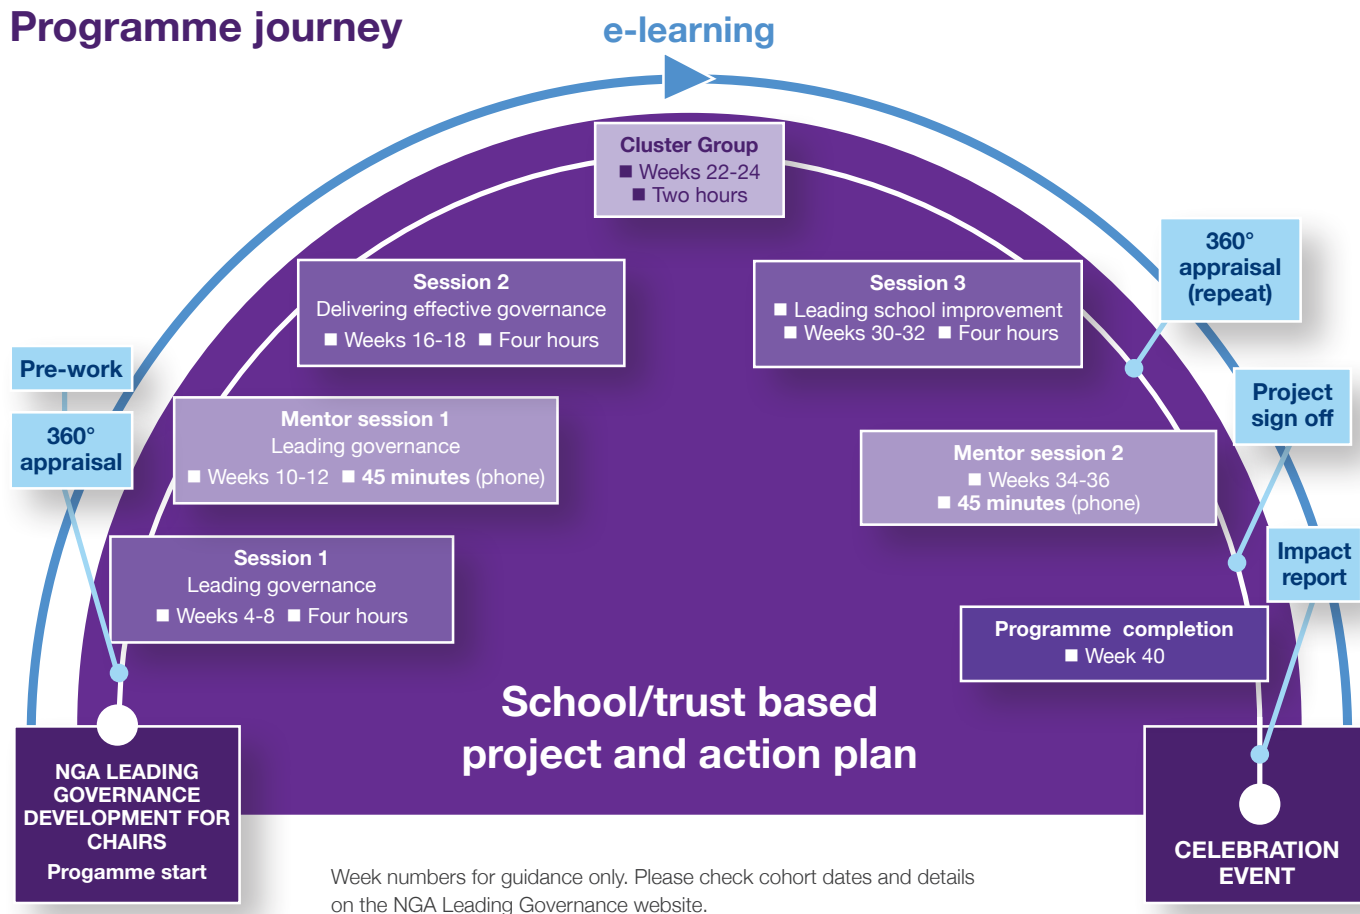 Programme journey
e-learning
Cluster Group
■ Weeks 22-24
■ Two hours
Session 2
Delivering effective governance
■ Weeks 16-18 ■ Four hours
Session 3
■ Leading school improvement
■ Weeks 30-32 ■ Four hours
360°
appraisal
(repeat)
Pre-work
360°
appraisal
Mentor session 1
Leading governance
■ Weeks 10-12 ■ 45 minutes (phone)
Project
sign off
Mentor session 2
■ Weeks 34-36
■ 45 minutes (phone)
Session 1
Leading governance
■ Weeks 4-8 ■ Four hours
Impact
report
Programme completion
■ Week 40
School/trust based
project and action plan
NGA LEADING
GOVERNANCE
DEVELOPMENT FOR
CHAIRS
Progamme start
CELEBRATION
EVENT
Week numbers for guidance only. Please check cohort dates and details
on the NGA Leading Governance website.